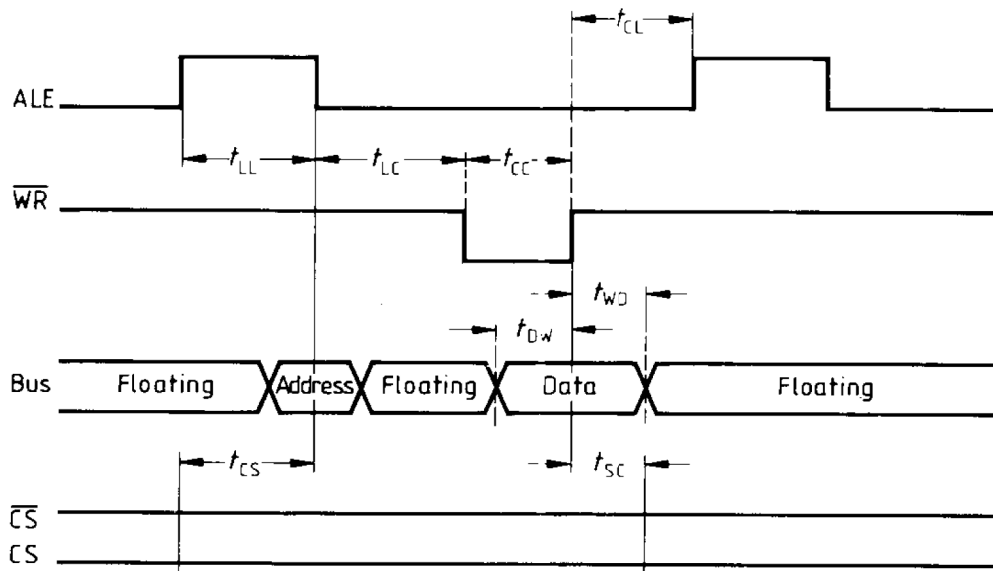 t_CL
ALE
t_LL t_LC t_CC
WR
t_WD
t_DW
Bus Floating Address Floating Data Floating
t_CS t_SC
CS
CS